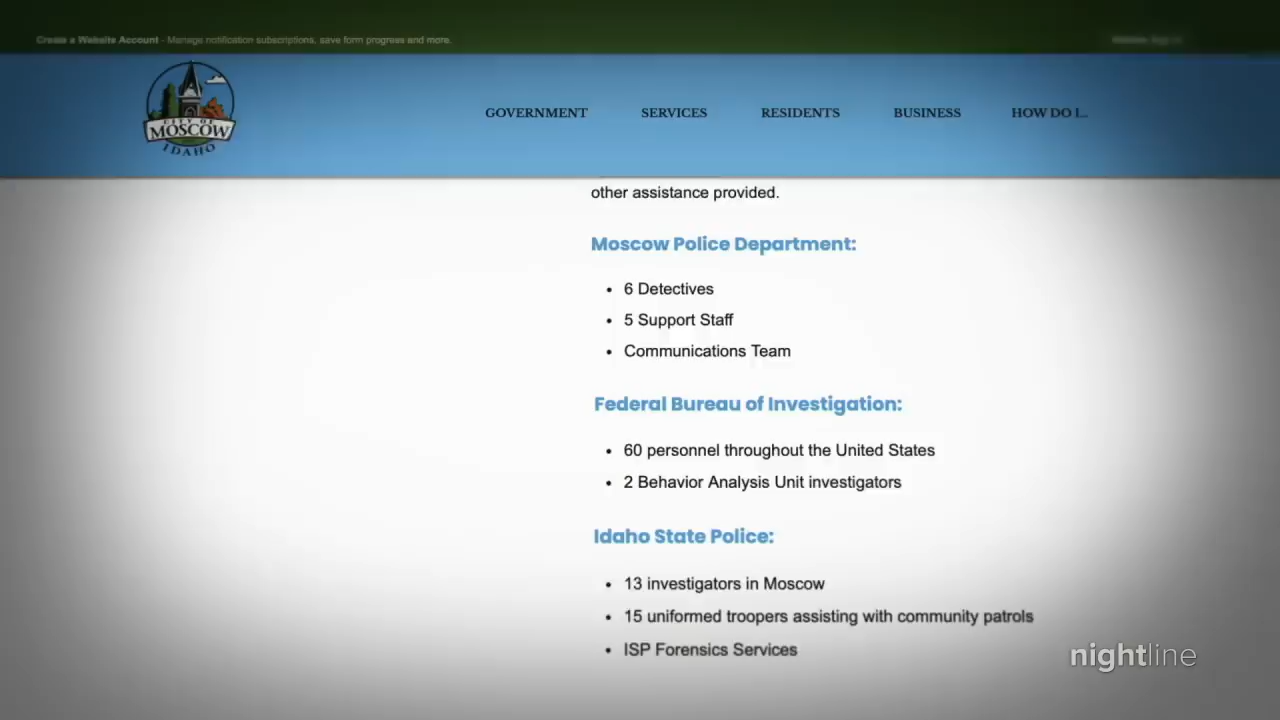 Create a Website Account - Manage notification subscriptions, save form progress and more.
CITY OF
MOSCOW
IDAHO
GOVERNMENT SERVICES RESIDENTS BUSINESS HOW DO I...
other assistance provided.
Moscow Police Department:
• 6 Detectives
• 5 Support Staff
• Communications Team
Federal Bureau of Investigation:
• 60 personnel throughout the United States
• 2 Behavior Analysis Unit investigators
Idaho State Police:
• 13 investigators in Moscow
• 15 uniformed troopers assisting with community patrols
• ISP Forensics Services
nightline